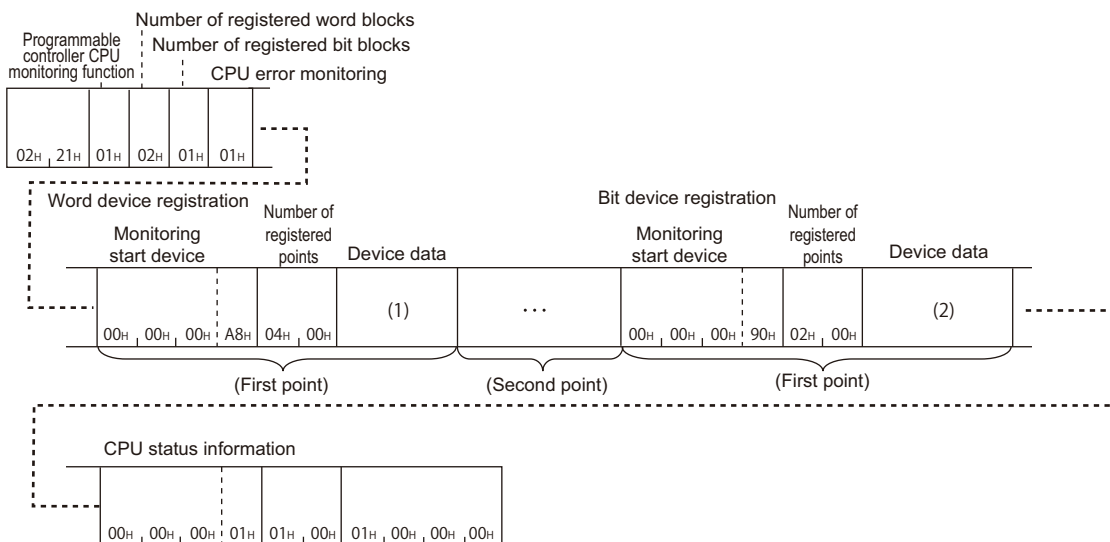 Number of registered word blocks
Programmable
controller CPU
monitoring function
Number of registered bit blocks
CPU error monitoring
02H 21H 01H 02H 01H 01H
Word device registration
Bit device registration
Monitoring
start device
Number of
registered
points
Device data
Monitoring
start device
Number of
registered
points
Device data
(1)
...
(2)
00H 00H 00H A8H 04H 00H
00H 00H 00H 90H 02H 00H
(First point)
(Second point)
(First point)
CPU status information
00H 00H 00H 01H 01H 00H 01H 00H 00H 00H